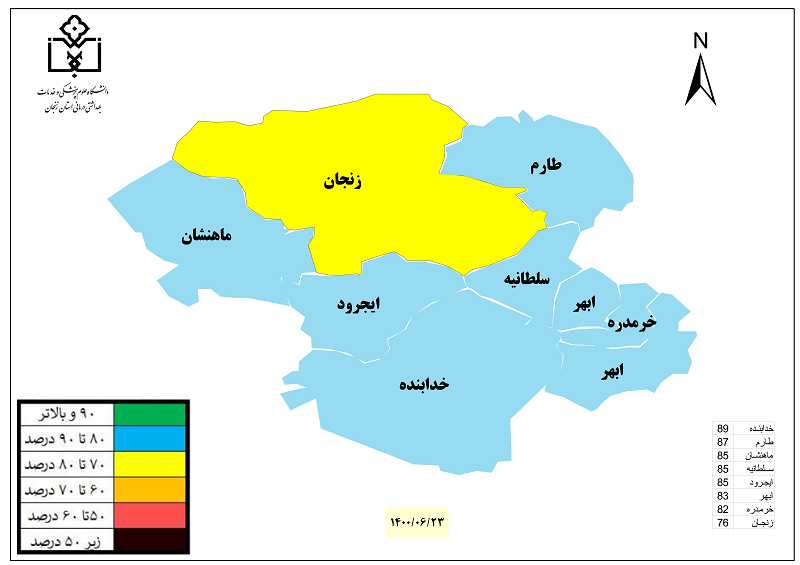 دانشگاه علوم پزشکی و خدمات
بهداشتی درمانی استان زنجان
N
طارم
زنجان
ماهنشان
سلطانیه
ابهر
ایجرود
خرمدره
ابهر
خدابنده
۹۰ و بالاتر
۸۰ تا ۹۰ درصد
۷۰ تا ۸۰ درصد
۶۰ تا ۷۰ درصد
۵۰تا ۶۰ درصد
زیر ۵۰ درصد
۱۴۰۰/۰۶/۲۳
خدابنده 89
طارم 87
ماهنشان 85
سلطانیه 85
ایجرود 85
ابهر 83
خرمدره 82
زنجان 76